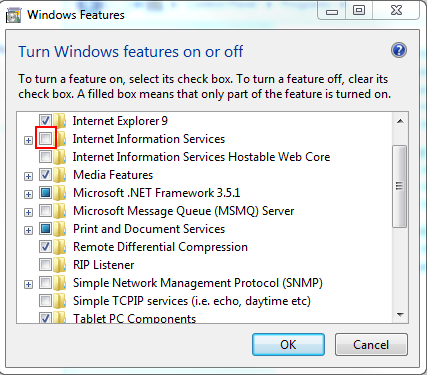 Windows Features
Turn Windows features on or off
To turn a feature on, select its check box. To turn a feature off, clear its
check box. A filled box means that only part of the feature is turned on.
Internet Explorer 9
Internet Information Services
Internet Information Services Hostable Web Core
Media Features
Microsoft .NET Framework 3.5.1
Microsoft Message Queue (MSMQ) Server
Print and Document Services
Remote Differential Compression
RIP Listener
Simple Network Management Protocol (SNMP)
Simple TCPIP services (i.e. echo, daytime etc)
Tablet PC Components
OK Cancel